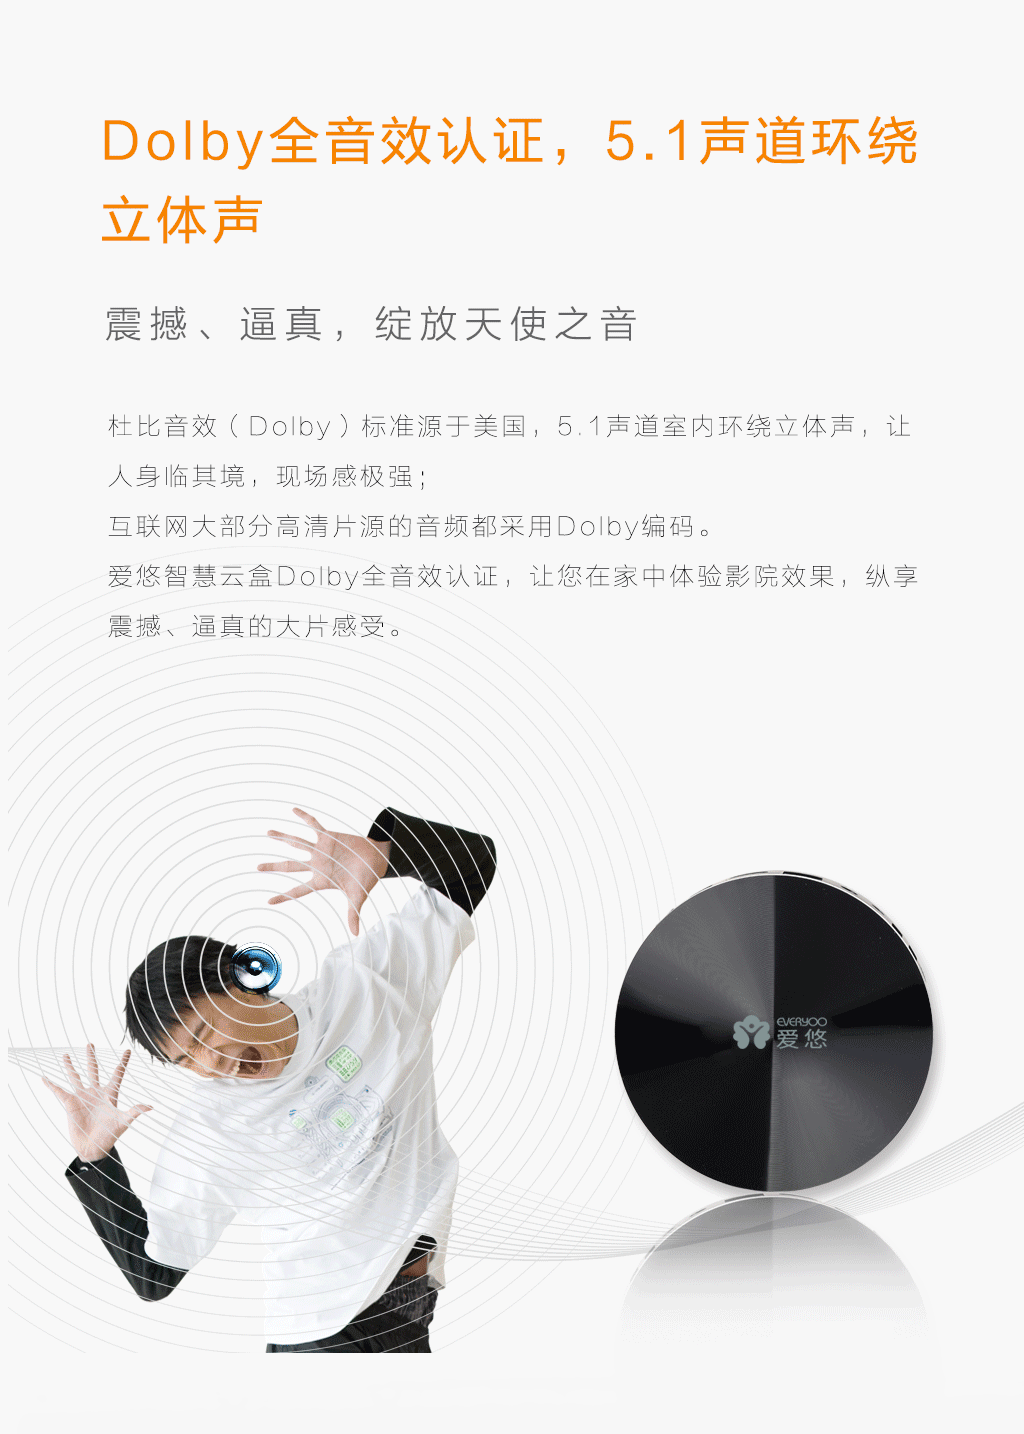 Dolby全音效认证，5.1声道环绕
立体声
震撼、逼真，绽放天使之音
杜比音效（Dolby）标准源于美国，5.1声道室内环绕立体声，让
人身临其境，现场感极强；
互联网大部分高清片源的音频都采用Dolby编码。
爱悠智慧云盒Dolby全音效认证，让您在家中体验影院效果，纵享
震撼、逼真的大片感受。
EVERYOO
爱悠